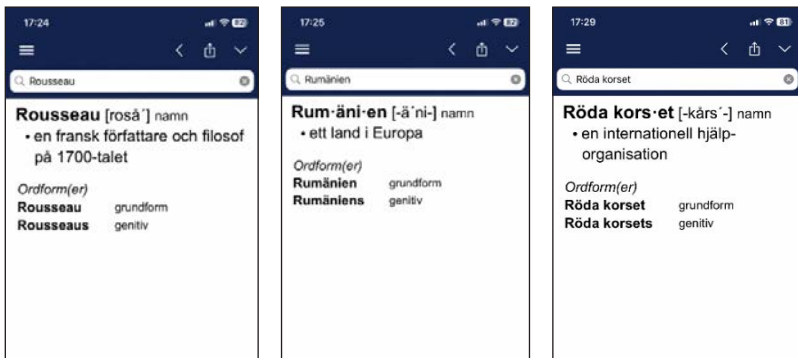 17:24
82
Rousseau
Rousseau [roså´] namn
• en fransk författare och filosof
på 1700-talet
Ordform(er)
Rousseau grundform
Rousseaus genitiv
17:25
82
Rumänien
Rum·äni·en [-ä´ni-] namn
• ett land i Europa
Ordform(er)
Rumänien grundform
Rumäniens genitiv
17:29
81
Röda korset
Röda kors·et [-kårs´-] namn
• en internationell hjälp-
organisation
Ordform(er)
Röda korset grundform
Röda korsets genitiv